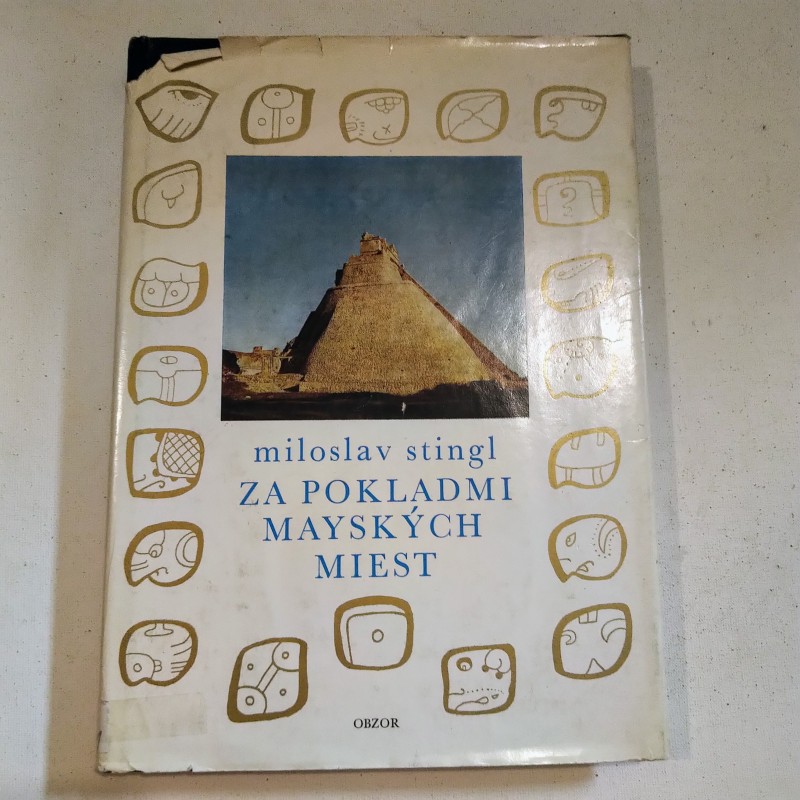 miloslav stingl
ZA POKLADMI
MAYSKÝCH
MIEST
OBZOR